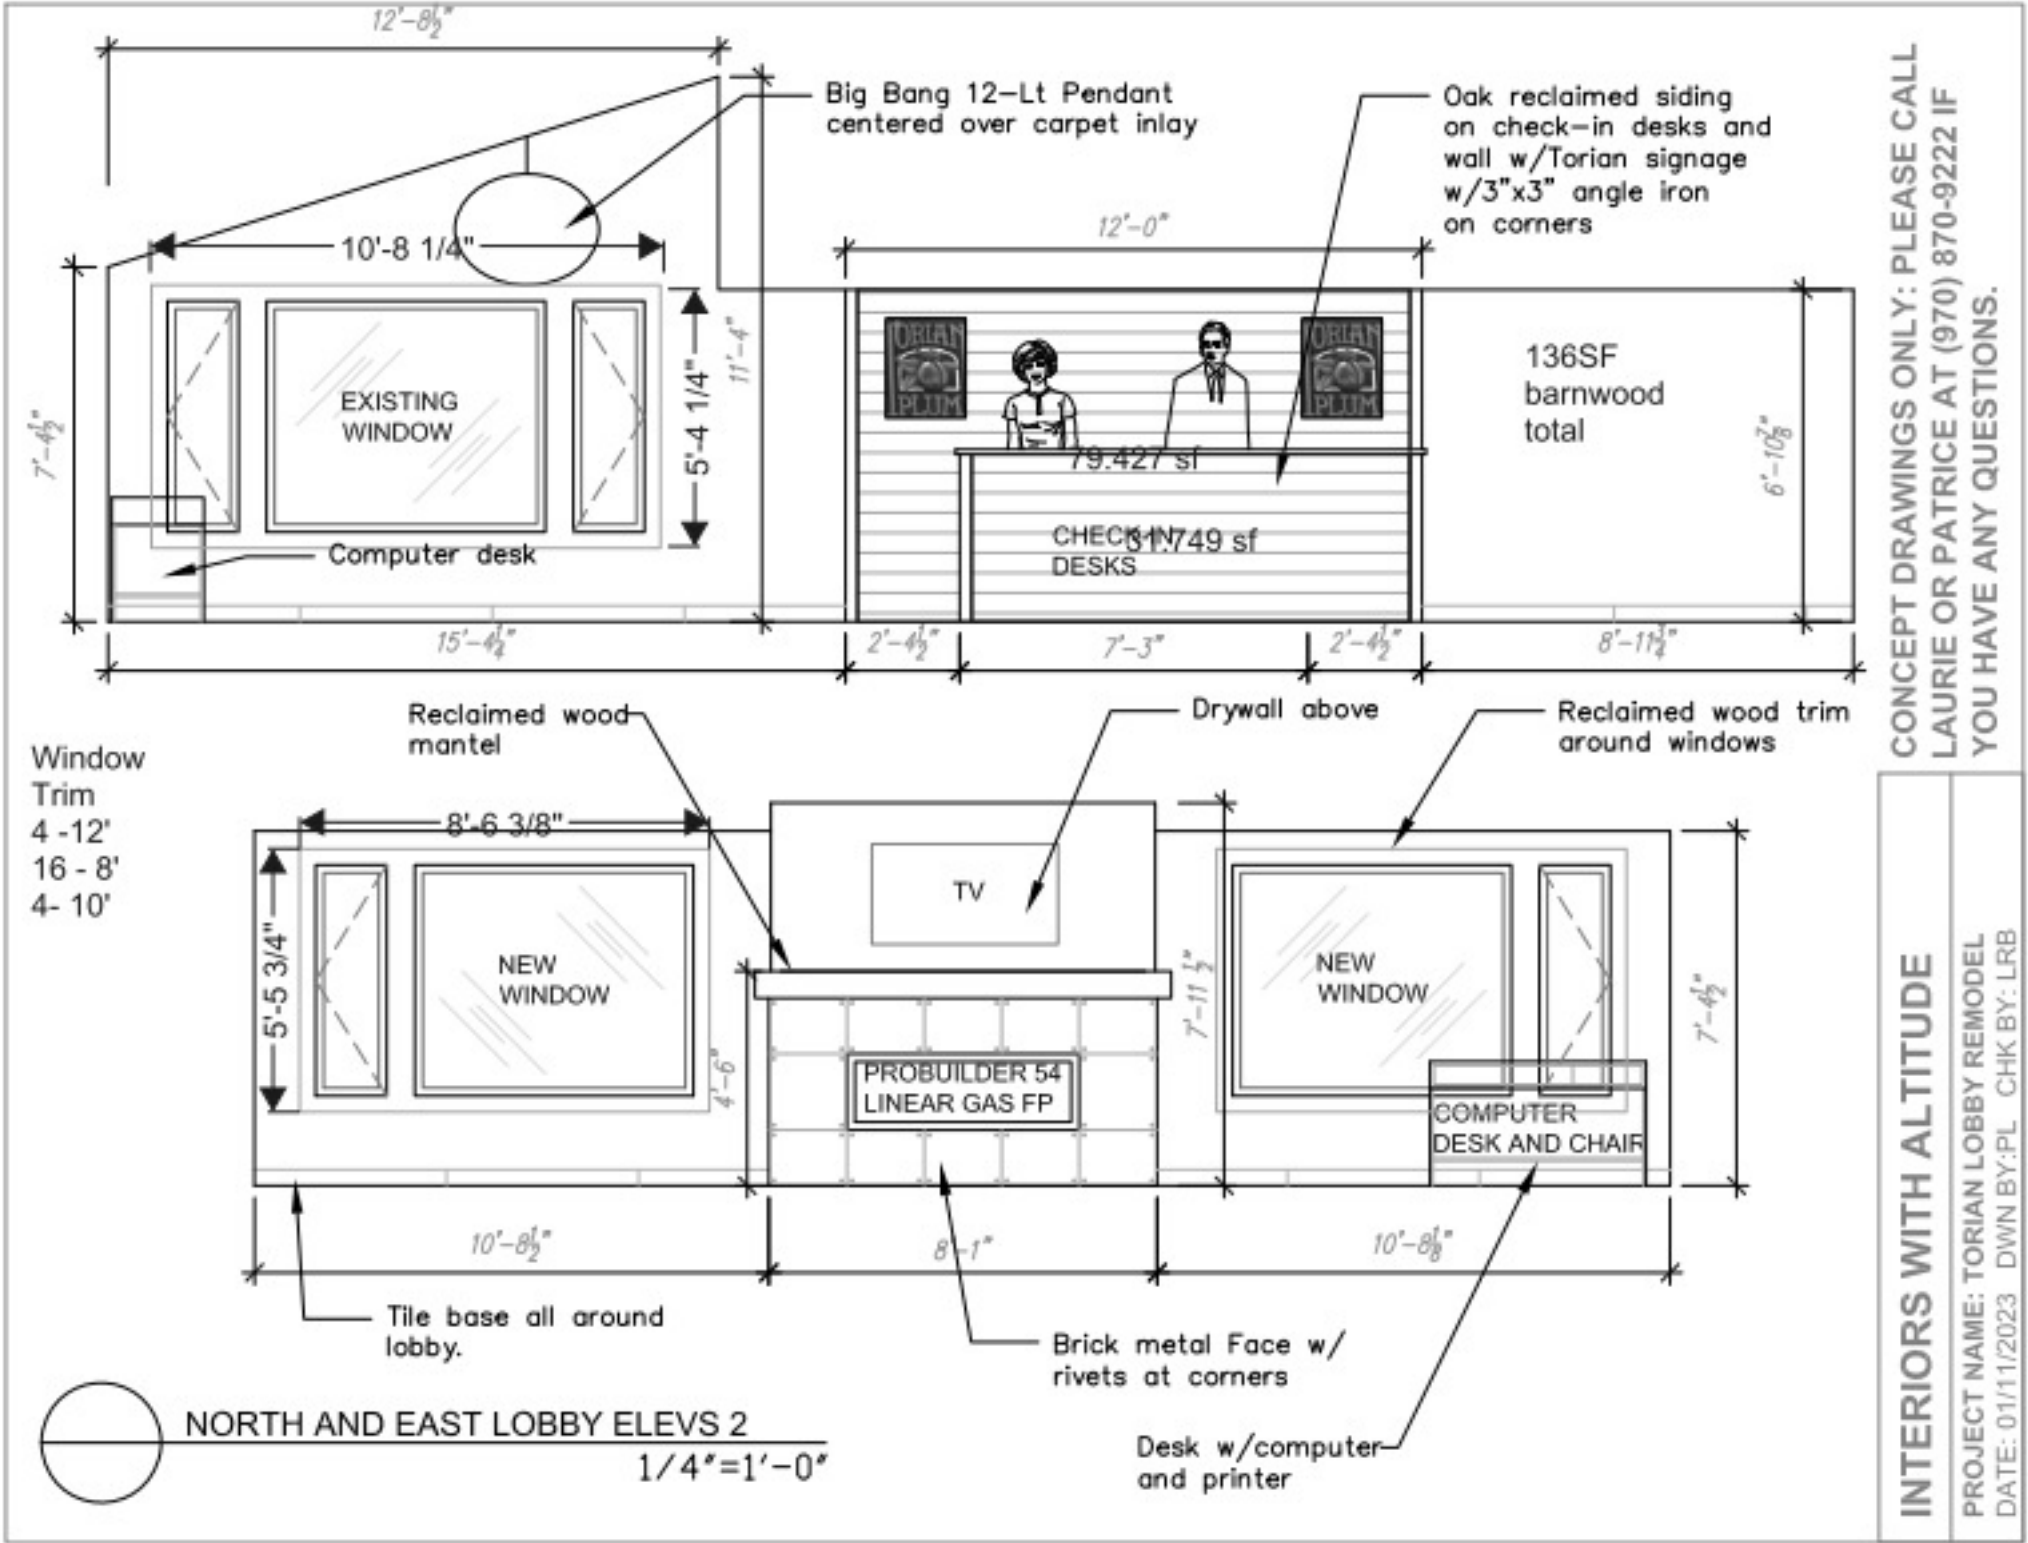 12'-8½"
Big Bang 12-Lt Pendant
centered over carpet inlay
Oak reclaimed siding
on check-in desks and
wall w/Torian signage
w/3"x3" angle iron
on corners
12'-0"
10'-8 1/4"
EXISTING
WINDOW
5'-4 1/4"
11'-4"
7'-4½"
TORIAN
PLUM
TORIAN
PLUM
79.427 sf
CHECK-IN
DESKS
31.749 sf
136SF
barnwood
total
6'-10⅞"
Computer desk
15'-4¼"
2'-4½"
7'-3"
2'-4½"
8'-11¾"
Reclaimed wood
mantel
Drywall above
Reclaimed wood trim
around windows
Window
Trim
4 -12'
16 - 8'
4- 10'
8'-6 3/8"
5'-5 3/4"
NEW
WINDOW
TV
4'-6"
PROBUILDER 54
LINEAR GAS FP
7'-11 ½"
NEW
WINDOW
7'-4½"
COMPUTER
DESK AND CHAIR
10'-8½"
8'-1"
10'-8⅛"
Tile base all around
lobby.
Brick metal Face w/
rivets at corners
Desk w/computer
and printer
NORTH AND EAST LOBBY ELEVS 2
1/4"=1'-0"
CONCEPT DRAWINGS ONLY: PLEASE CALL
LAURIE OR PATRICE AT (970) 870-9222 IF
YOU HAVE ANY QUESTIONS.
INTERIORS WITH ALTITUDE
PROJECT NAME: TORIAN LOBBY REMODEL
DATE: 01/11/2023 DWN BY:PL CHK BY: LRB